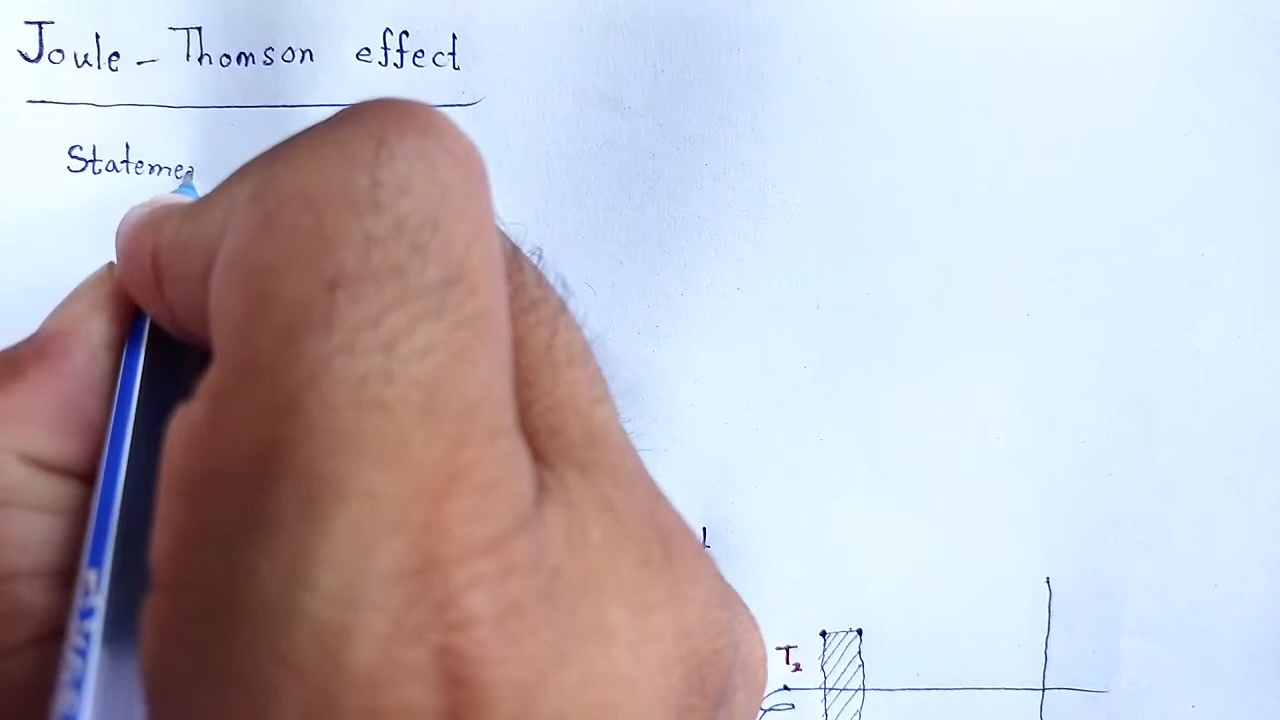 Joule - Thomson effect
Stateme
T₂